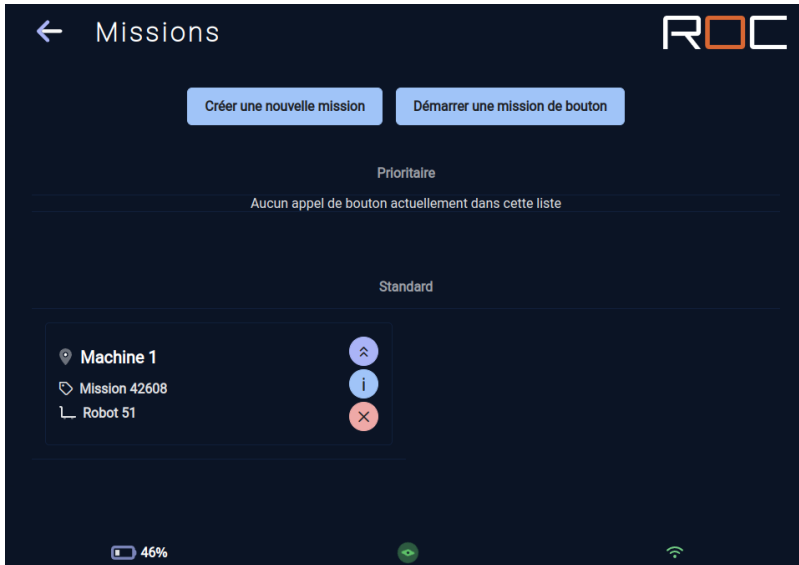 Missions
ROC
Créer une nouvelle mission
Démarrer une mission de bouton
Prioritaire
Aucun appel de bouton actuellement dans cette liste
Standard
Machine 1
Mission 42608
Robot 51
46%